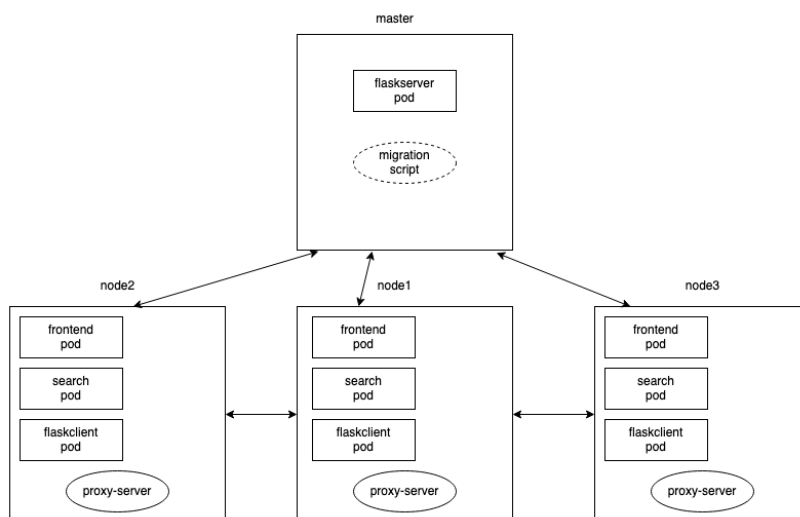 master
flaskserver
pod
migration
script
node2
node1
node3
frontend
pod
search
pod
flaskclient
pod
proxy-server
frontend
pod
search
pod
flaskclient
pod
proxy-server
frontend
pod
search
pod
flaskclient
pod
proxy-server